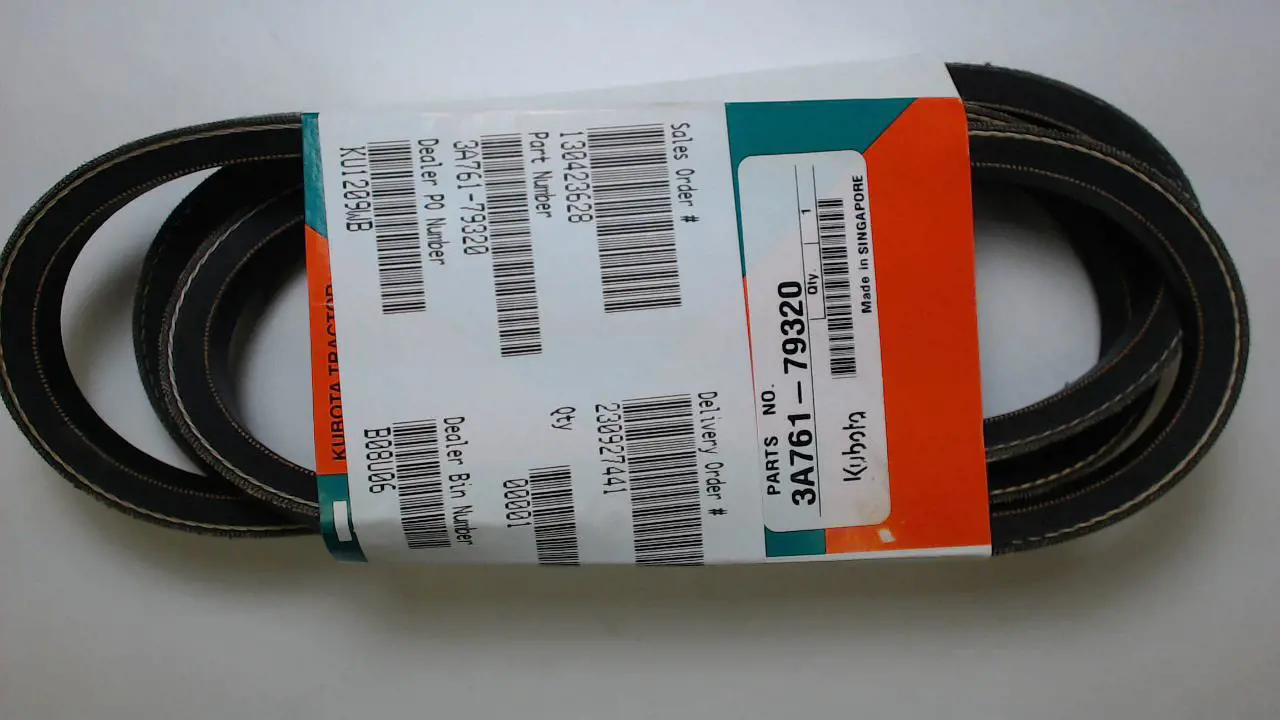 Sales Order #
130423628
Delivery Order #
230927441
Part Number
3A761-79320
Qty
00001
Dealer PO Number
KU1209WB
Dealer Bin Number
B08U06
PARTS NO.
3A761-79320
Qty. 1
Kubota
Made in SINGAPORE
KUBOTA TRACTOR